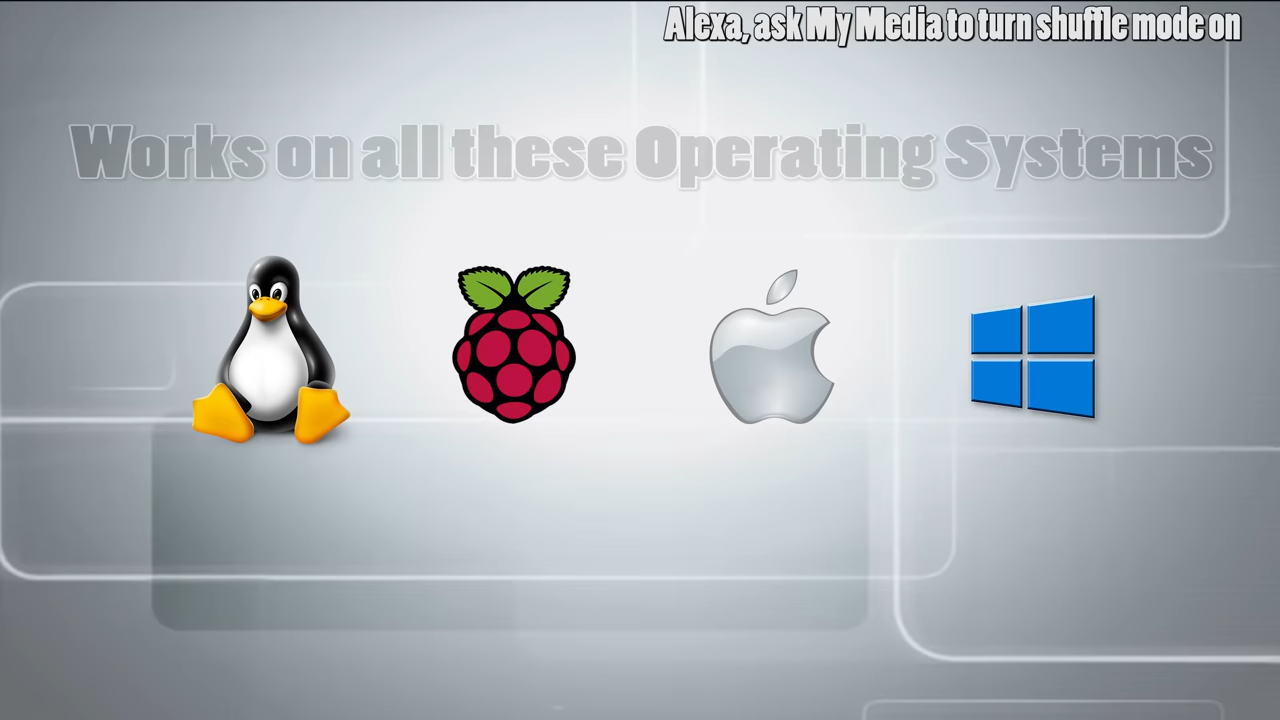 Alexa, ask My Media to turn shuffle mode on
Works on all these Operating Systems